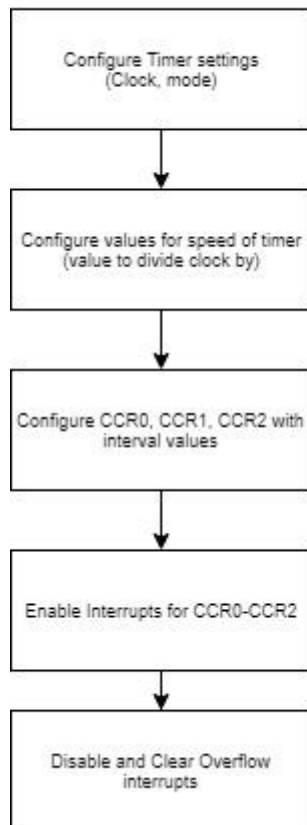 Configure Timer settings
(Clock, mode)
Configure values for speed of timer
(value to divide clock by)
Configure CCR0, CCR1, CCR2 with
interval values
Enable Interrupts for CCR0-CCR2
Disable and Clear Overflow
interrupts